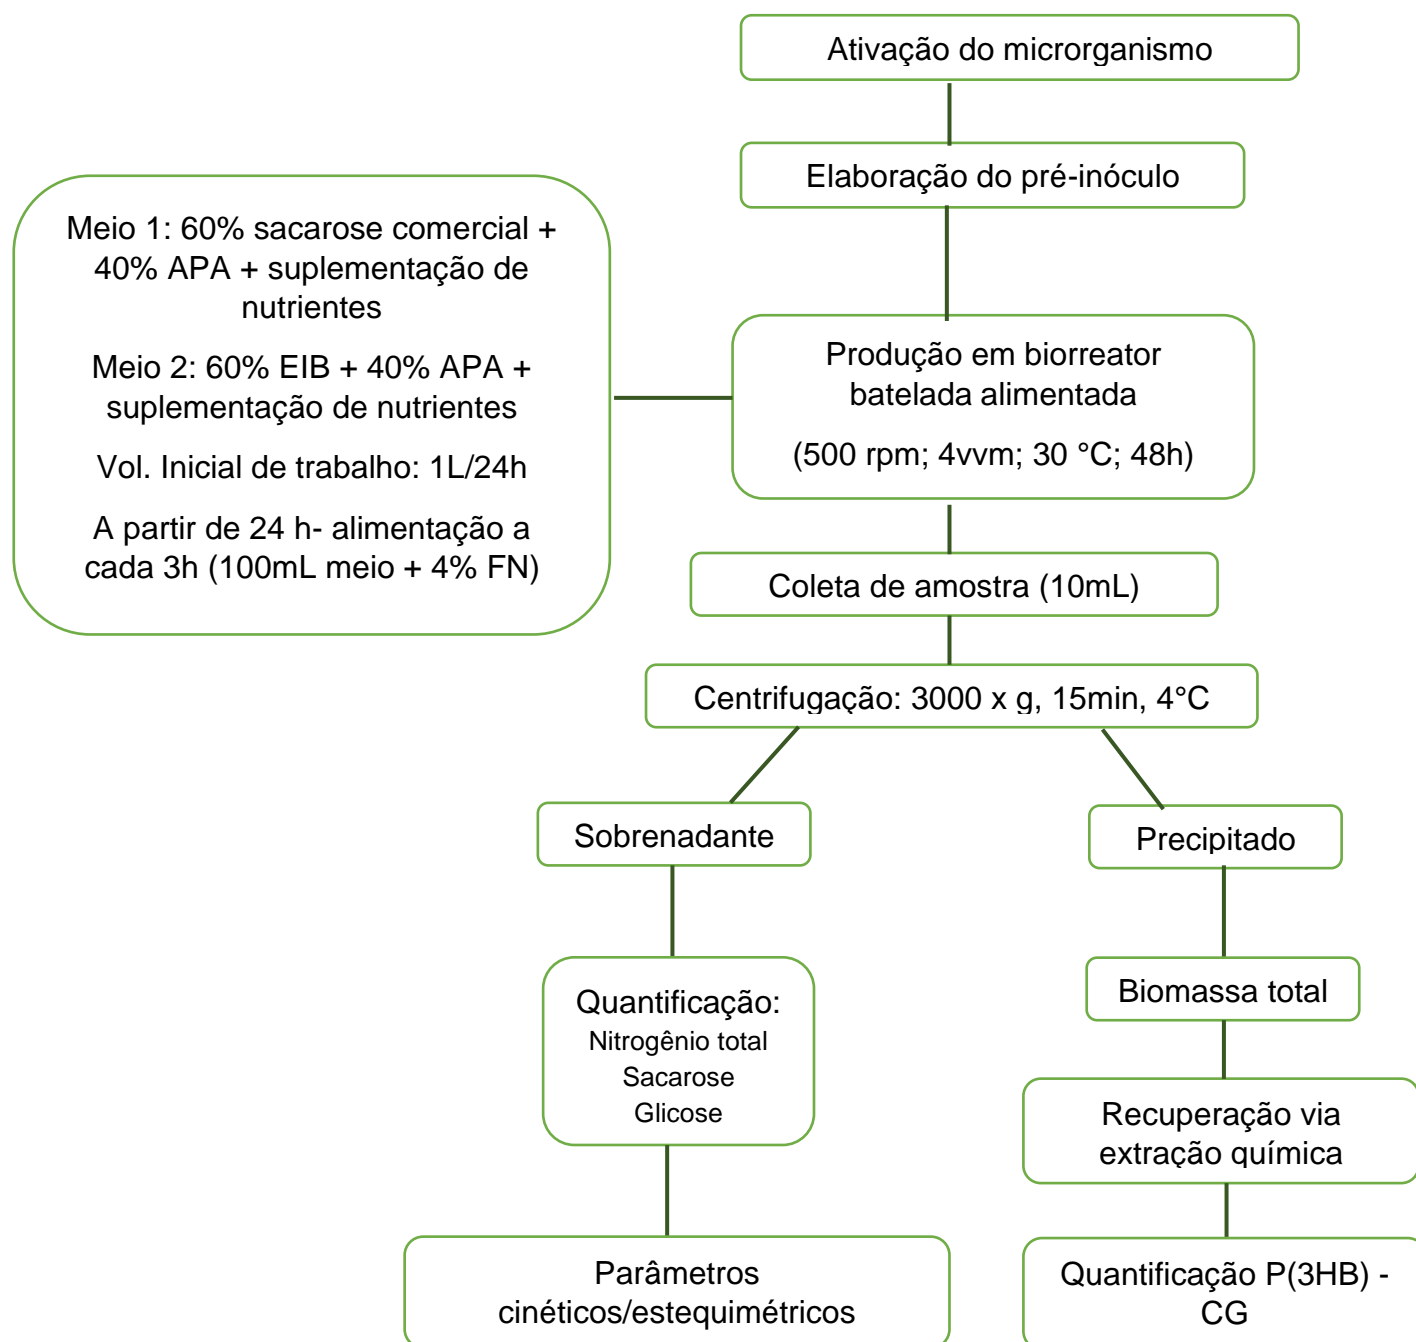 Ativação do microrganismo
Elaboração do pré-inóculo
Meio 1: 60% sacarose comercial +
40% APA + suplementação de
nutrientes
Meio 2: 60% EIB + 40% APA +
suplementação de nutrientes
Vol. Inicial de trabalho: 1L/24h
A partir de 24 h- alimentação a
cada 3h (100mL meio + 4% FN)
Produção em biorreator
batelada alimentada
(500 rpm; 4vvm; 30 °C; 48h)
Coleta de amostra (10mL)
Centrifugação: 3000 x g, 15min, 4°C
Sobrenadante
Precipitado
Quantificação:
Nitrogênio total
Sacarose
Glicose
Biomassa total
Recuperação via
extração química
Parâmetros
cinéticos/estequimétricos
Quantificação P(3HB) -
CG